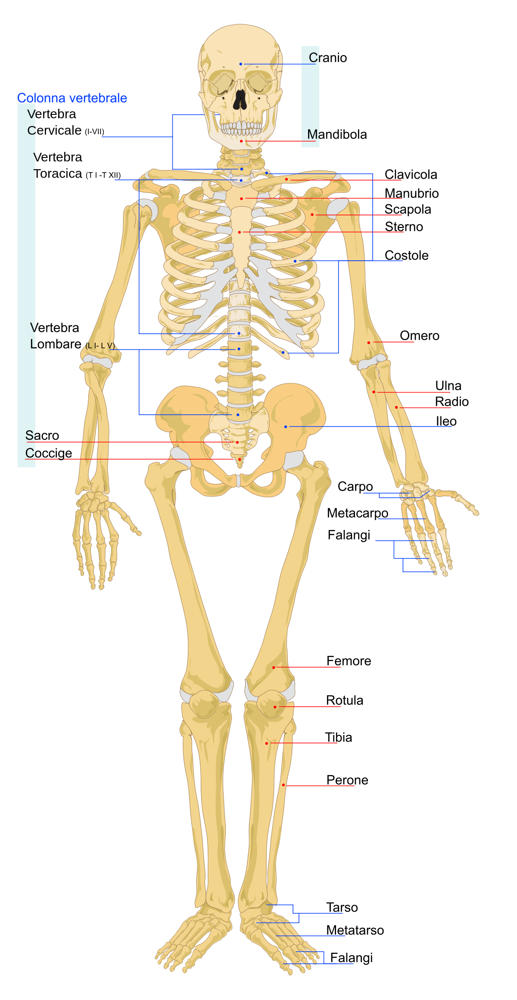 Cranio
Colonna vertebrale
Vertebra
Cervicale (I-VII)
Mandibola
Vertebra
Toracica (T I -T XII)
Clavicola
Manubrio
Scapola
Sterno
Costole
Vertebra
Lombare (L I- L V)
Omero
Ulna
Radio
Ileo
Sacro
Coccige
Carpo
Metacarpo
Falangi
Femore
Rotula
Tibia
Perone
Tarso
Metatarso
Falangi